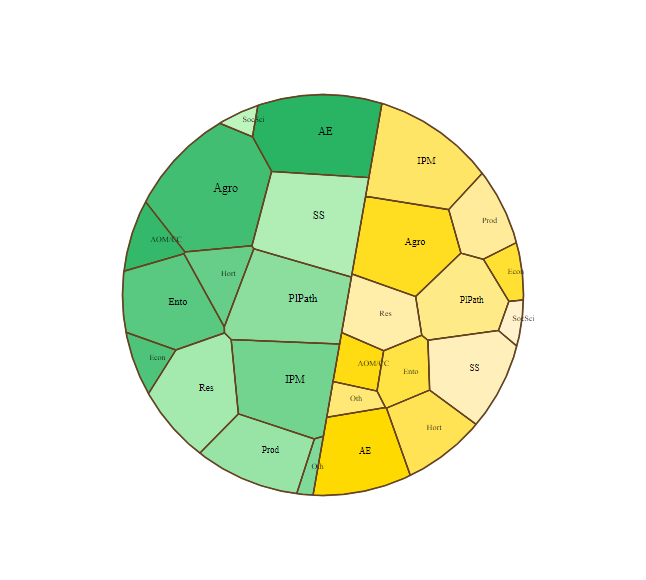 SocSci
AE
IPM
Agro
SS
Prod
AOM/CC
Agro
Hort
Econ
Ento
PlPath
PlPath
Res
SocSci
Econ
AOM/CC
Ento
SS
Res
IPM
Oth
Hort
Prod
AE
Oth